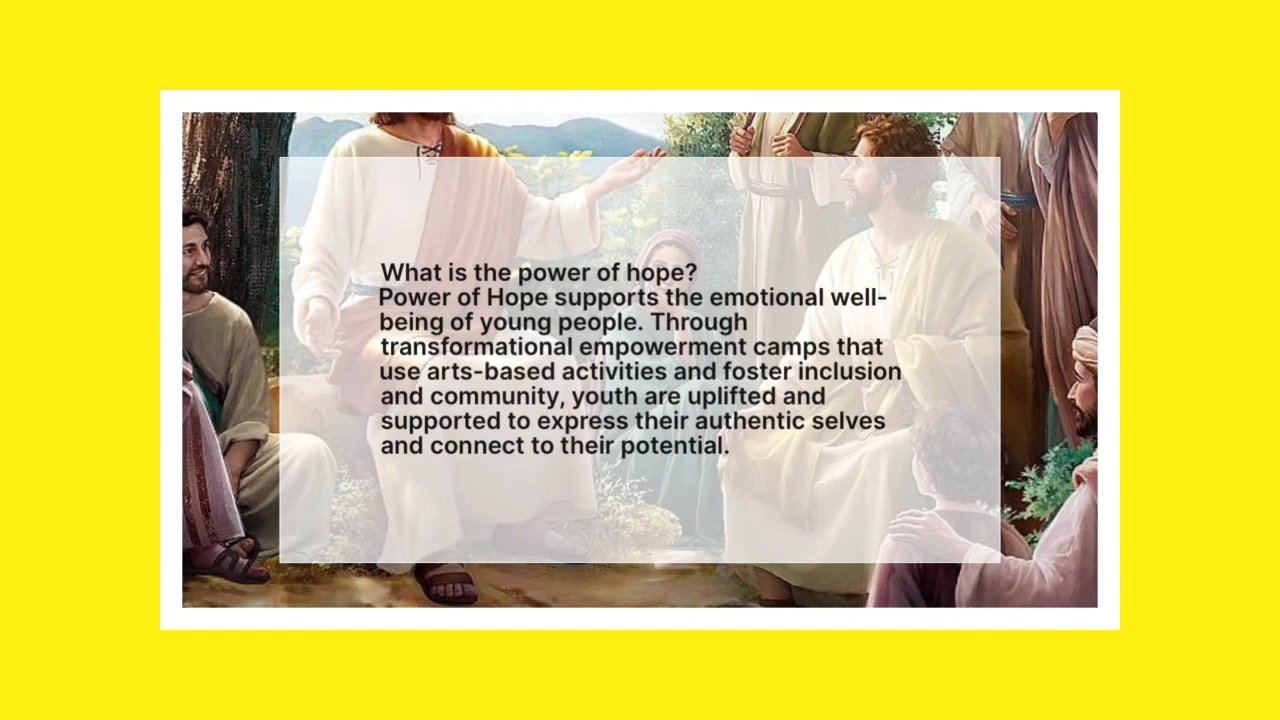 What is the power of hope?
Power of Hope supports the emotional well-
being of young people. Through
transformational empowerment camps that
use arts-based activities and foster inclusion
and community, youth are uplifted and
supported to express their authentic selves
and connect to their potential.